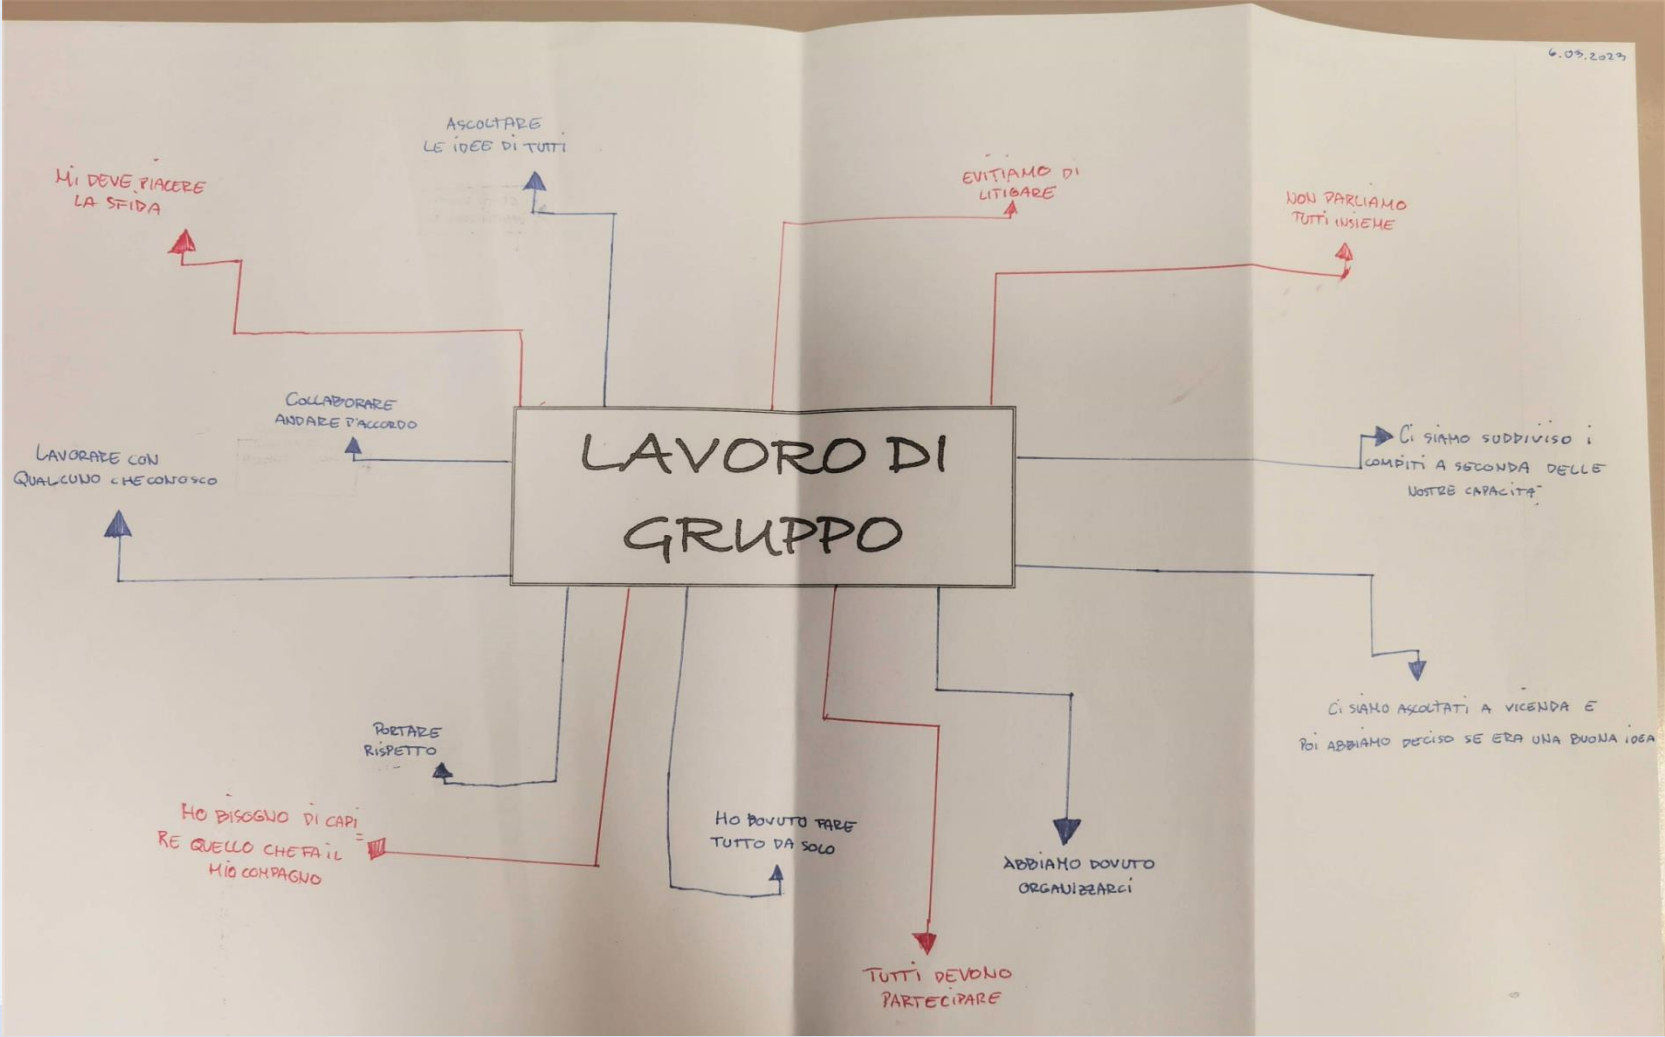 6.03.2023
ASCOLTARE
LE IDEE DI TUTTI
MI DEVE PIACERE
LA SFIDA
EVITIAMO DI
LITIGARE
NON PARLIAMO
TUTTI INSIEME
COLLABORARE
ANDARE D'ACCORDO
LAVORARE CON
QUALCUNO CHE CONOSCO
LAVORO DI
GRUPPO
CI SIAMO SUDDIVISO I
COMPITI A SECONDA DELLE
NOSTRE CAPACITA'
CI SIAMO ASCOLTATI A VICENDA E
POI ABBIAMO DECISO SE ERA UNA BUONA IDEA
PORTARE
RISPETTO
HO BISOGNO DI CAPI
RE QUELLO CHE FA IL
MIO COMPAGNO
HO DOVUTO FARE
TUTTO DA SOLO
ABBIAMO DOVUTO
ORGANIZZARCI
TUTTI DEVONO
PARTECIPARE